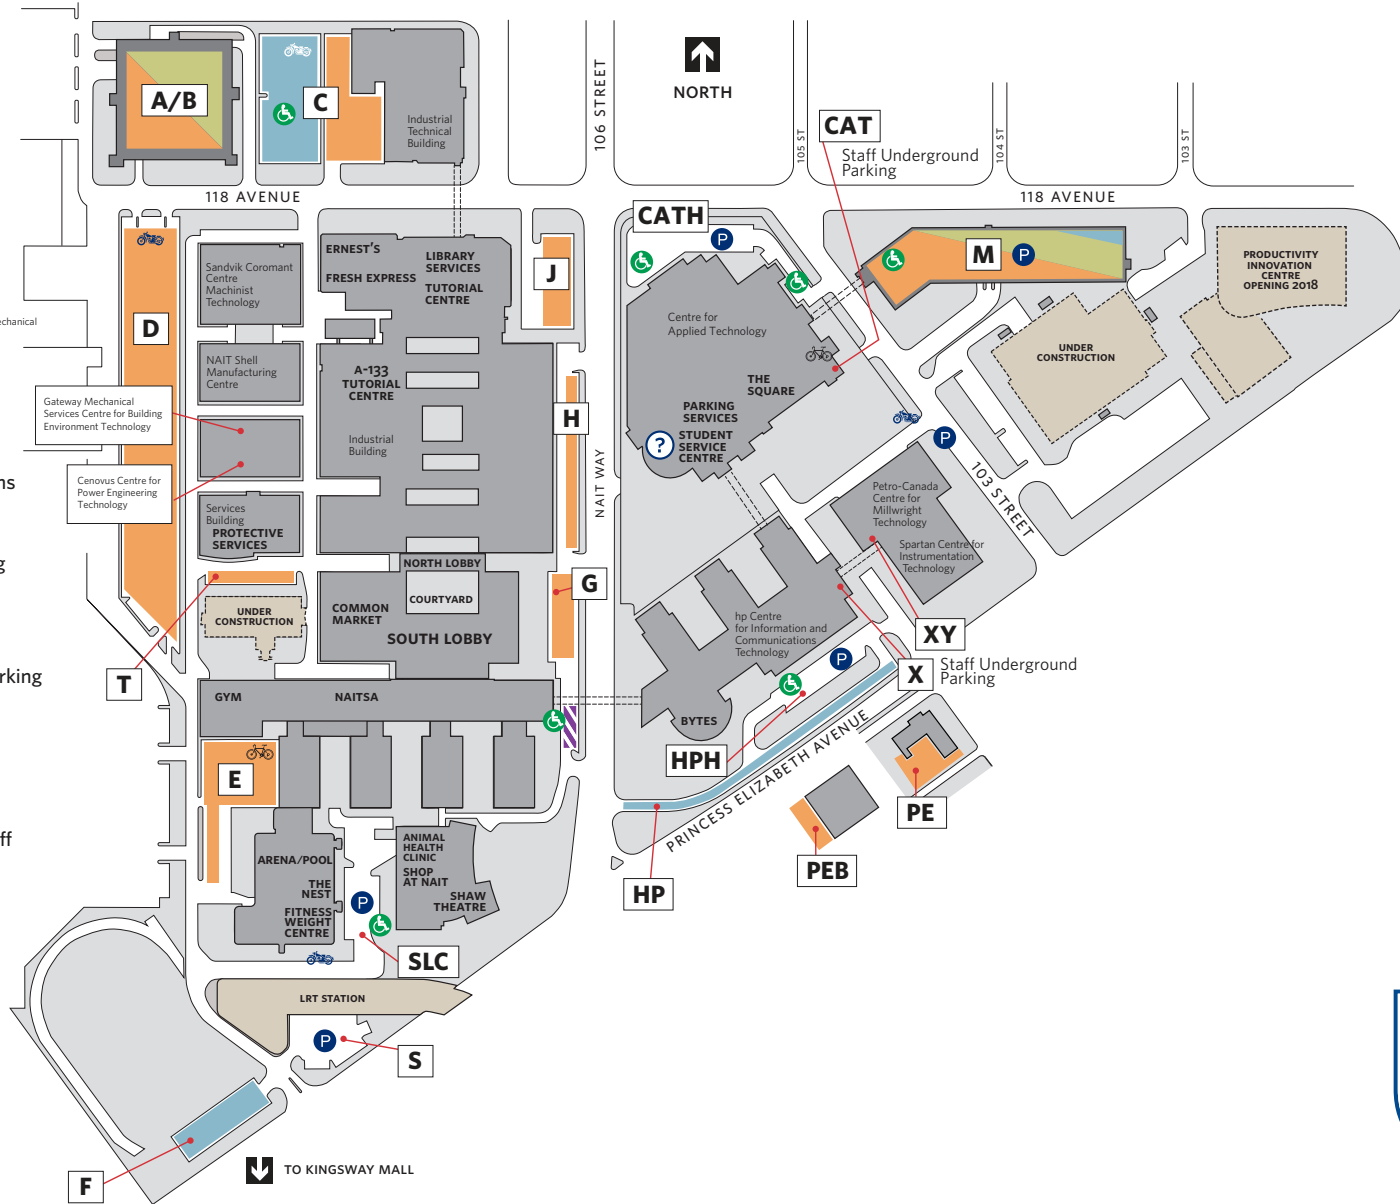 A/B
C
Industrial
Technical
Building
106 STREET
NORTH
105 ST
CAT
Staff Underground
Parking
104 ST
103 ST
118 AVENUE
118 AVENUE
CATH
P
M
P
PRODUCTIVITY
INNOVATION
CENTRE
OPENING 2018
ERNEST'S
FRESH EXPRESS
LIBRARY
SERVICES
TUTORIAL
CENTRE
J
Sandvik Coromant
Centre
Machinist
Technology
D
echanical
Centre for
Applied Technology
UNDER
CONSTRUCTION
NAIT Shell
Manufacturing
Centre
A-133
TUTORIAL
CENTRE
THE
SQUARE
PARKING
SERVICES
?
STUDENT
SERVICE
CENTRE
H
Gateway Mechanical
Services Centre for Building
Environment Technology
Industrial
Building
P
Cenovus Centre for
Power Engineering
Technology
ns
NAIT WAY
103 STREET
Petro-Canada
Centre for
Millwright
Technology
Services
Building
PROTECTIVE
SERVICES
Spartan Centre for
Instrumentation
Technology
g
NORTH LOBBY
COURTYARD
G
COMMON
MARKET
SOUTH LOBBY
UNDER
CONSTRUCTION
hp Centre
for Information and
Communications
Technology
XY
P
X
Staff Underground
Parking
rking
T
GYM
NAITSA
BYTES
HPH
PRINCESS ELIZABETH AVENUE
E
PE
HP
PEB
ff
ARENA/POOL
THE
NEST
FITNESS
WEIGHT
CENTRE
ANIMAL
HEALTH
CLINIC
SHOP
AT NAIT
SHAW
THEATRE
P
SLC
LRT STATION
P
S
F
TO KINGSWAY MALL